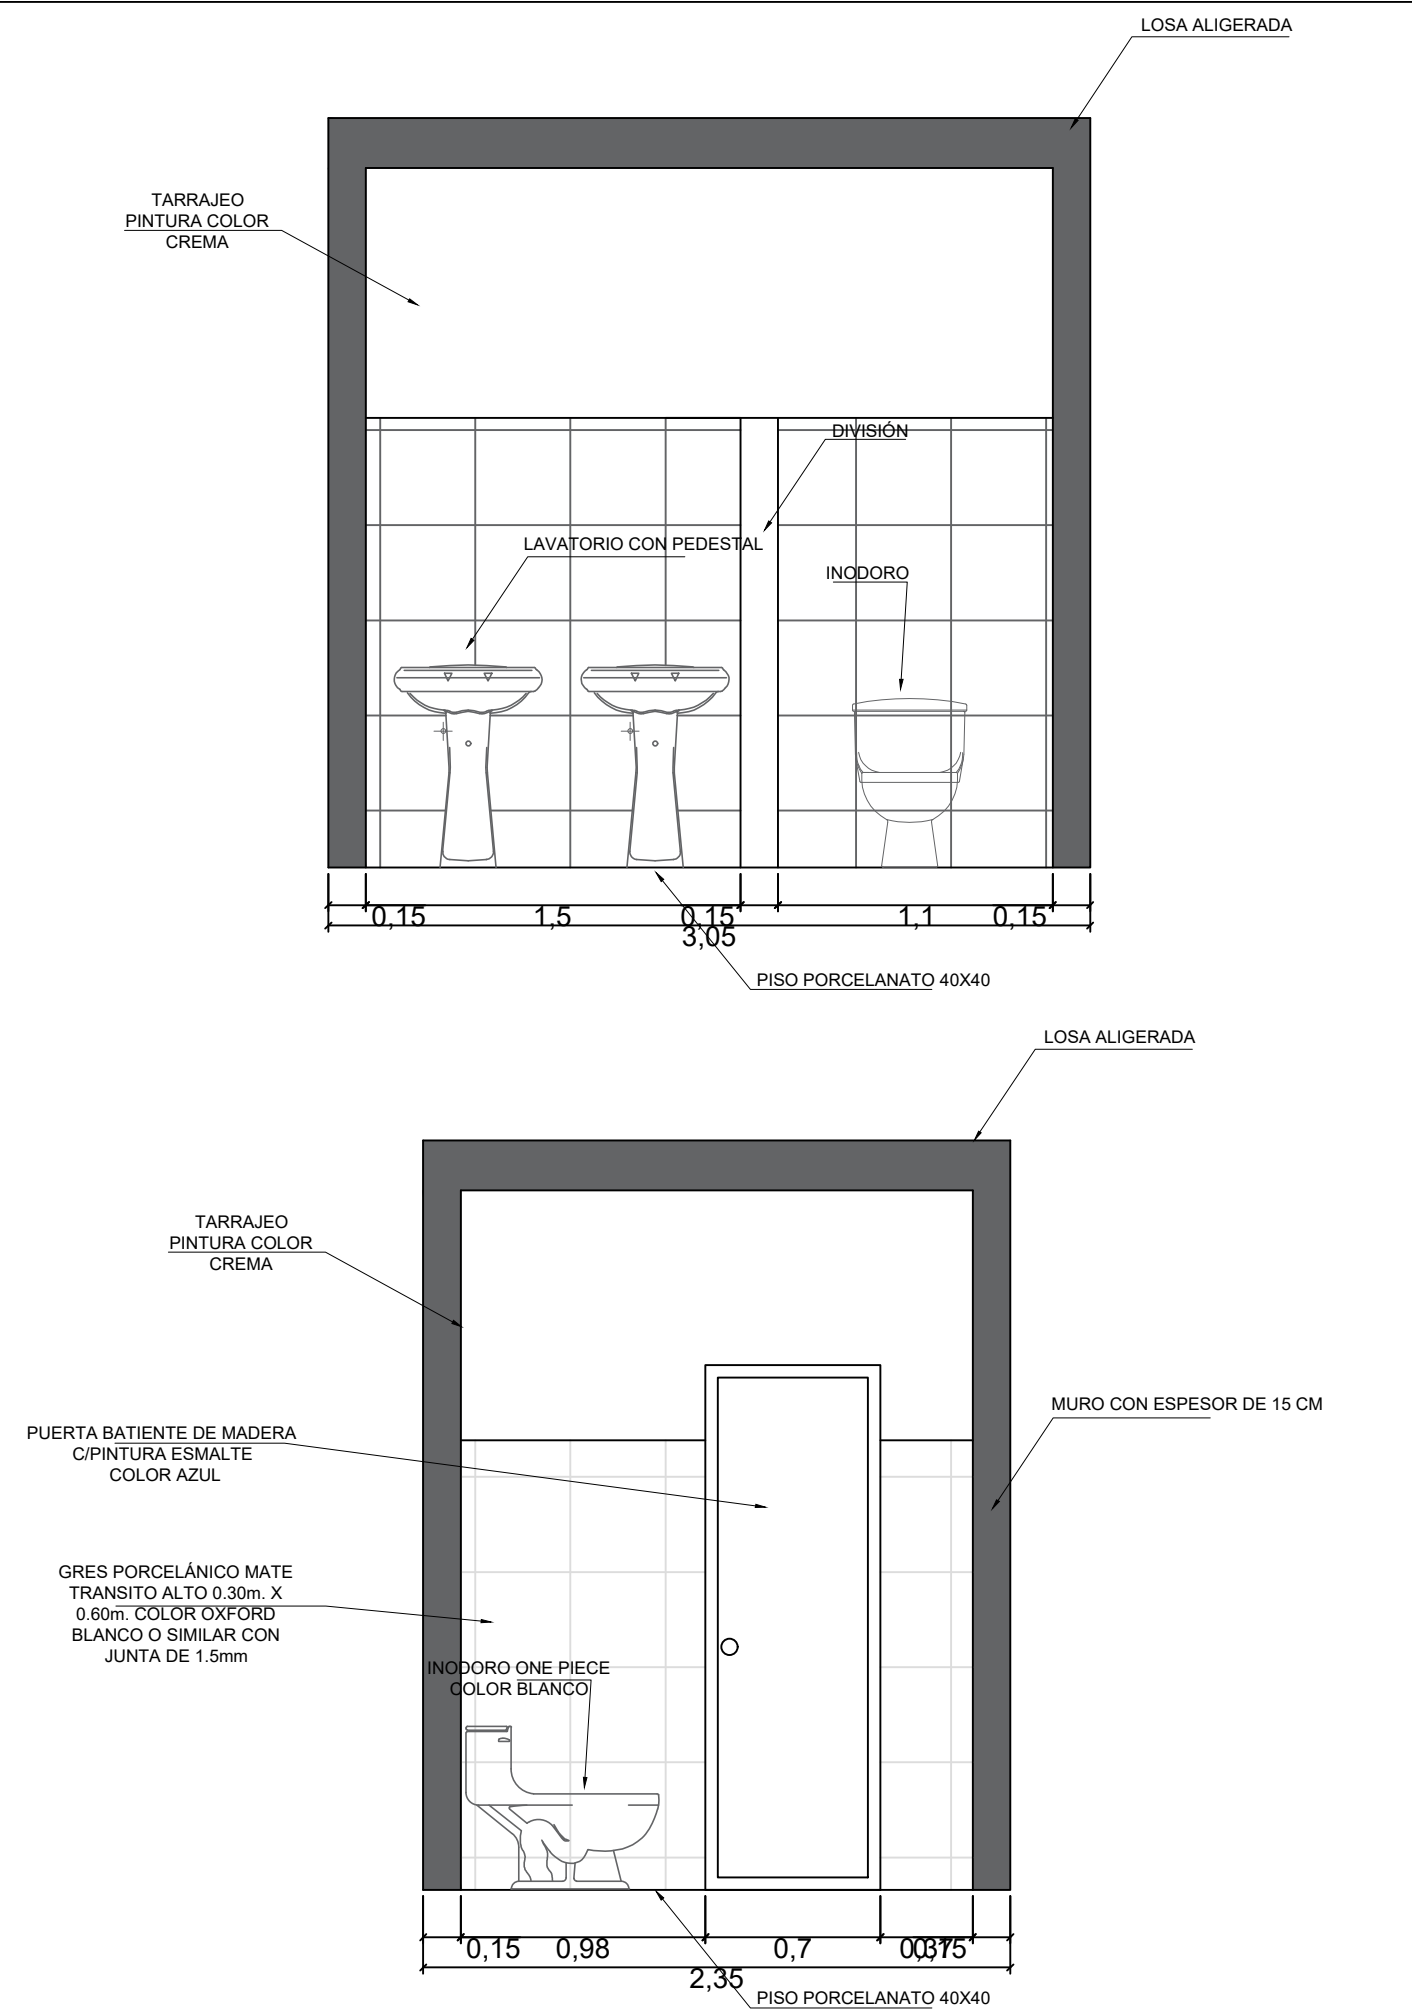 LOSA ALIGERADA
TARRAJEO
PINTURA COLOR
CREMA
DIVISIÓN
LAVATORIO CON PEDESTAL
INODORO
0,15
1,5
0,15
1,1
0,15
3,05
PISO PORCELANATO 40X40
LOSA ALIGERADA
TARRAJEO
PINTURA COLOR
CREMA
MURO CON ESPESOR DE 15 CM
PUERTA BATIENTE DE MADERA
C/PINTURA ESMALTE
COLOR AZUL
GRES PORCELÁNICO MATE
TRANSITO ALTO 0.30m. X
0.60m. COLOR OXFORD
BLANCO O SIMILAR CON
JUNTA DE 1.5mm
INODORO ONE PIECE
COLOR BLANCO
0,15
0,98
0,7
0,37
0,15
2,35
PISO PORCELANATO 40X40